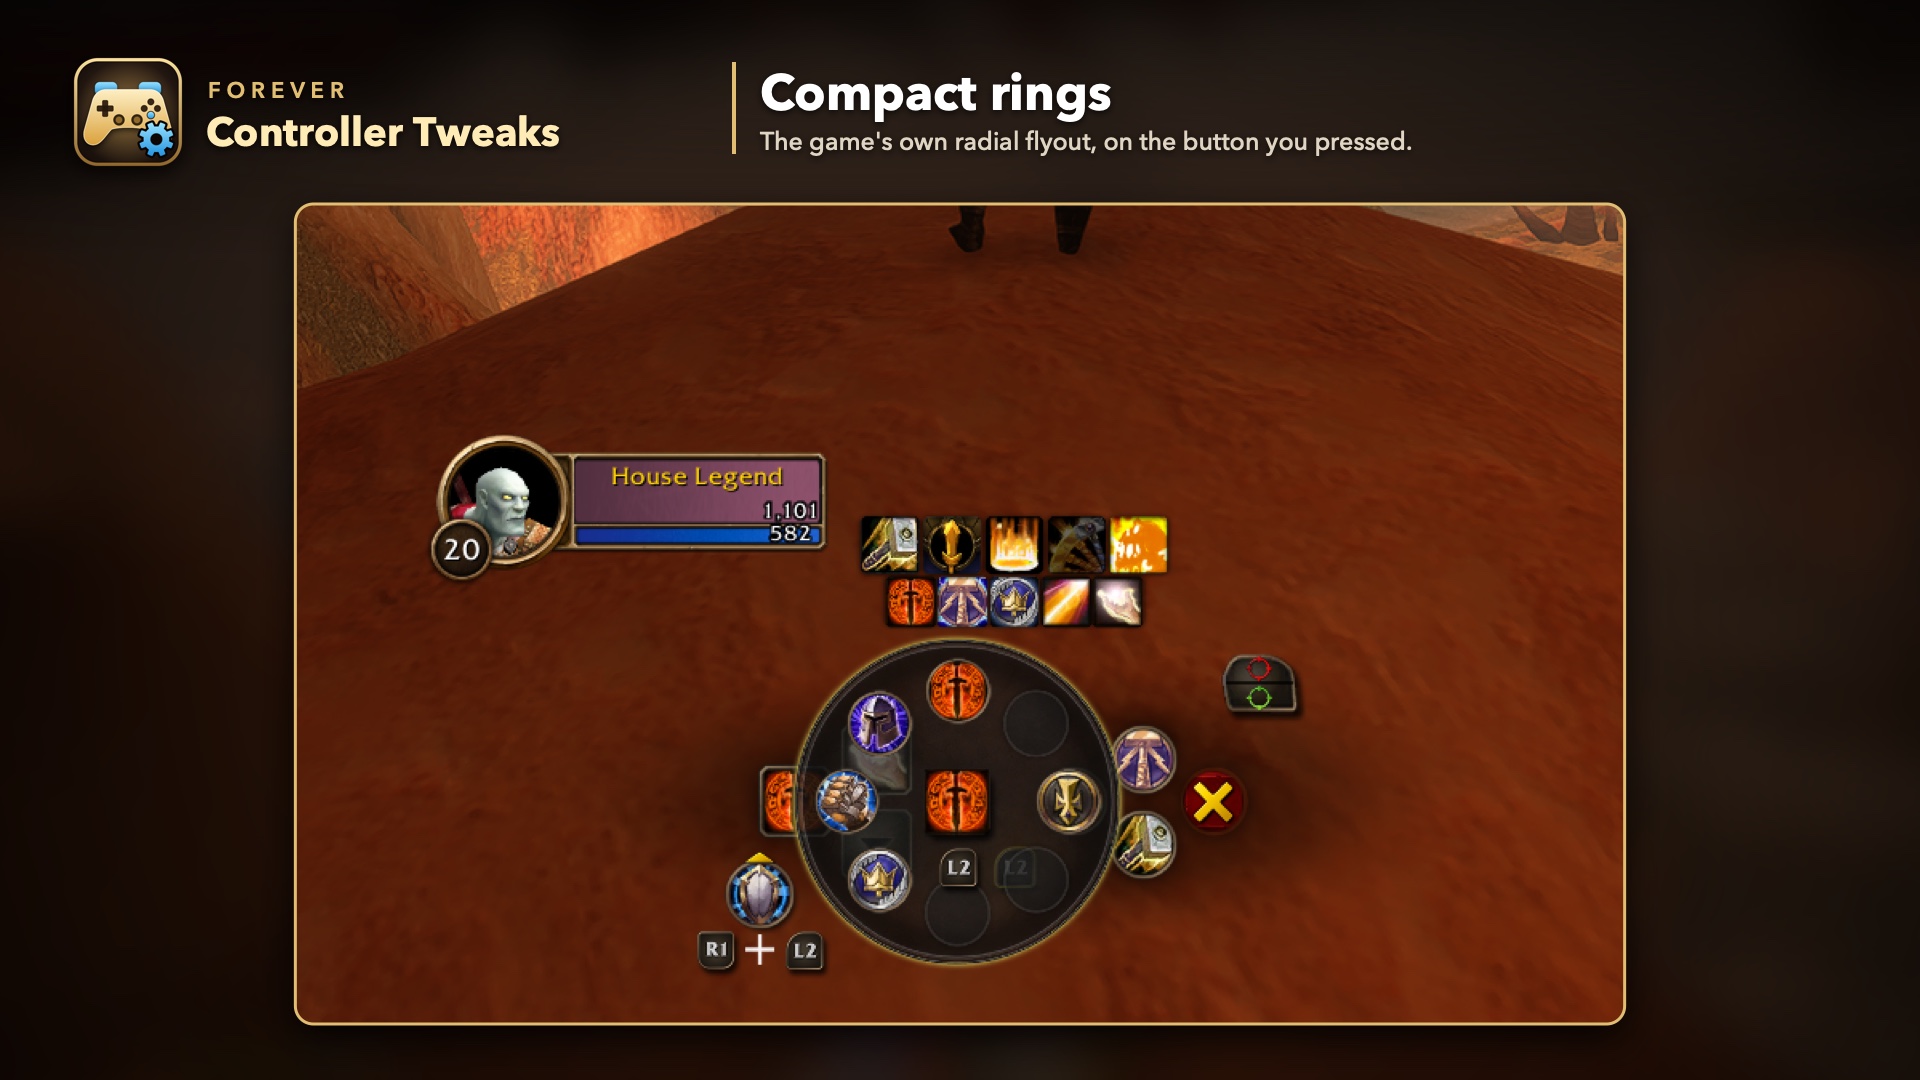 FOREVER
Controller Tweaks
Compact rings
The game's own radial flyout, on the button you pressed.
House Legend
1,101
582
20
L2
L2
R1 + L2